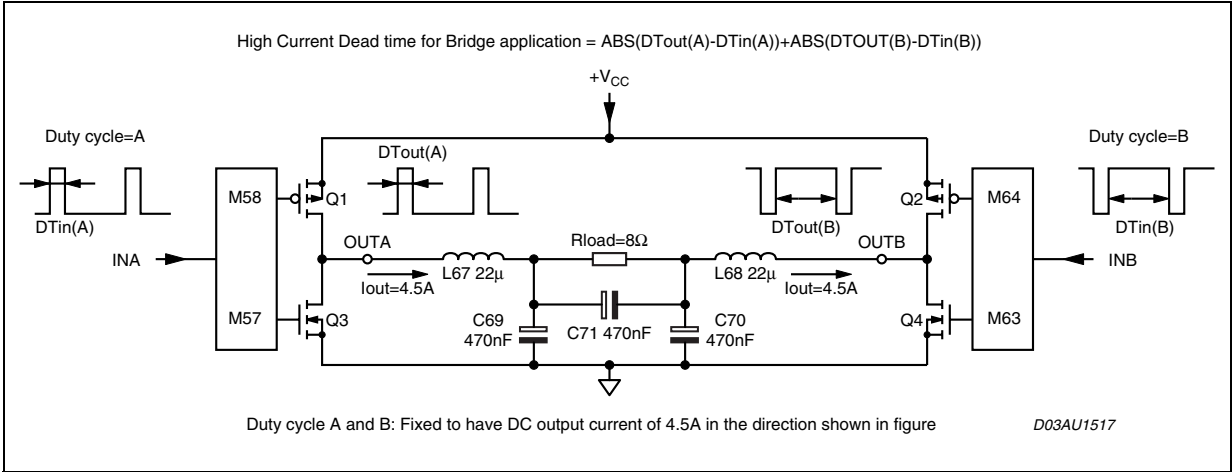 High Current Dead time for Bridge application = ABS(DTout(A)-DTin(A))+ABS(DTOUT(B)-DTin(B))
+VCC
Duty cycle=A
DTout(A)
Duty cycle=B
M58
Q1
Q2
M64
DTin(A)
DTout(B)
DTin(B)
OUTA
Rload=8Ω
OUTB
INA
L67 22µ
L68 22µ
INB
Iout=4.5A
Iout=4.5A
M57
Q3
C69
470nF
C71 470nF
C70
470nF
Q4
M63
Duty cycle A and B: Fixed to have DC output current of 4.5A in the direction shown in figure
D03AU1517